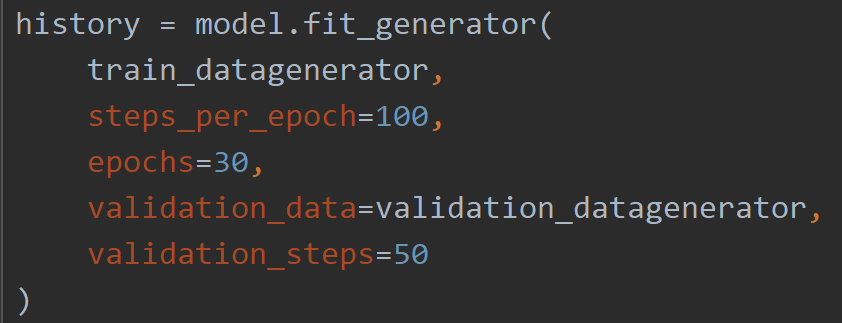 history = model.fit_generator(
    train_datagenerator,
    steps_per_epoch=100,
    epochs=30,
    validation_data=validation_datagenerator,
    validation_steps=50
)